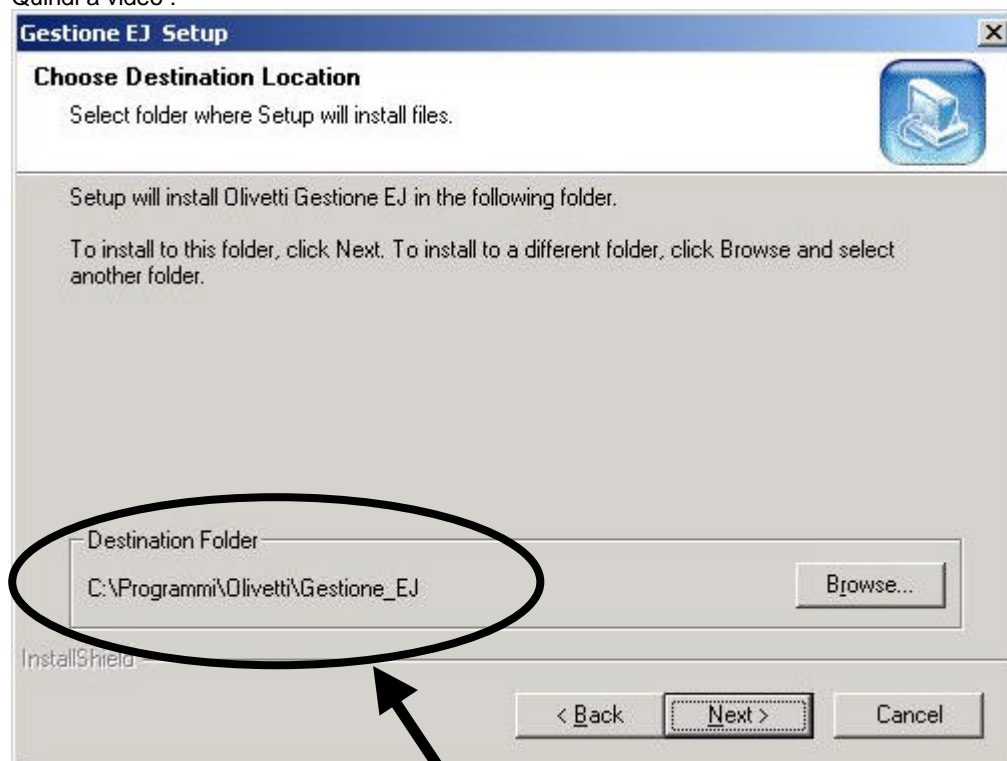 Quindi a video :
Gestione EJ Setup
Choose Destination Location
Select folder where Setup will install files.
Setup will install Olivetti Gestione EJ in the following folder.
To install to this folder, click Next. To install to a different folder, click Browse and select
another folder.
Destination Folder
C:\Programmi\Olivetti\Gestione_EJ
Browse...
InstallShield
< Back
Next >
Cancel